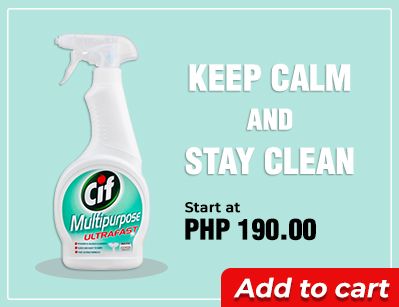 KEEP CALM
AND
STAY CLEAN
Start at
PHP 190.00
Add to cart
Cif
Multipurpose
ULTRAFAST